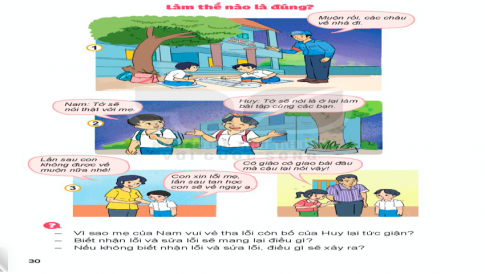 Làm thế nào là đúng?
Muộn rồi, các cháu
về nhà đi.
1
Nam: Tớ sẽ
nói thật với mẹ.
Huy: Tớ sẽ nói là ở lại làm
bài tập cùng các bạn.
2
Lần sau con
không được về
muộn nữa nhé!
Con xin lỗi mẹ,
lần sau tan học
con sẽ về ngay ạ.
Cô giáo có giao bài đâu
mà cậu lại nói vậy!
3
?
– Vì sao mẹ của Nam vui vẻ tha lỗi còn bố của Huy lại tức giận?
– Biết nhận lỗi và sửa lỗi sẽ mang lại điều gì?
– Nếu không biết nhận lỗi và sửa lỗi, điều gì sẽ xảy ra?
30